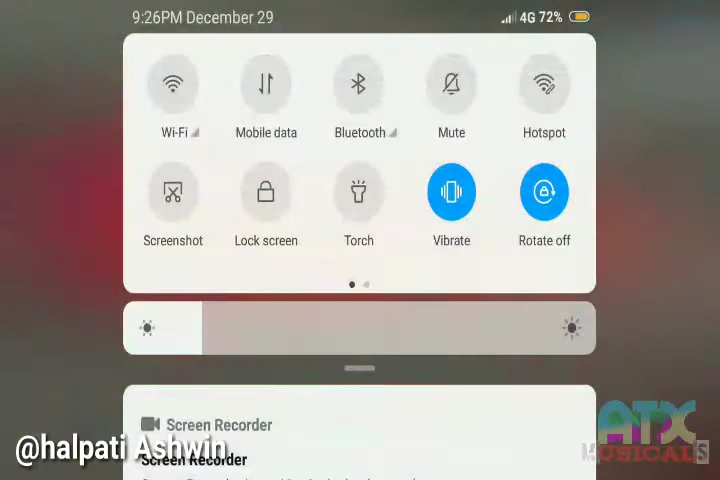 9:26PM December 29
4G 72%
Wi-Fi Mobile data Bluetooth Mute Hotspot
Screenshot Lock screen Torch Vibrate Rotate off
Screen Recorder
@halpati Ashwin
Screen Recorder
ATX
MUSICALS